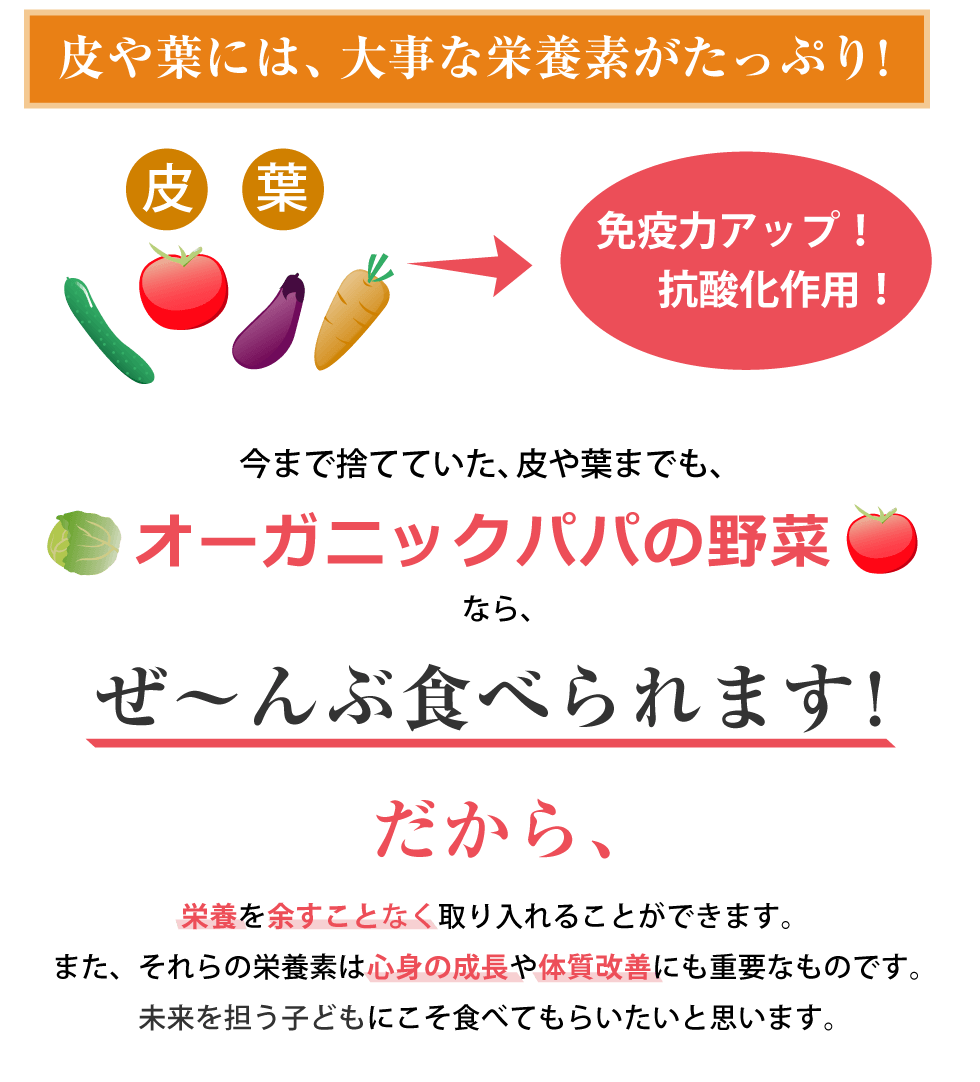 皮や葉には、大事な栄養素がたっぷり!
皮 葉
免疫力アップ！
抗酸化作用！
今まで捨てていた、皮や葉までも、
オーガニックパパの野菜
なら、
ぜ〜んぶ食べられます!
だから、
栄養を余すことなく取り入れることができます。
また、それらの栄養素は心身の成長や体質改善にも重要なものです。
未来を担う子どもにこそ食べてもらいたいと思います。